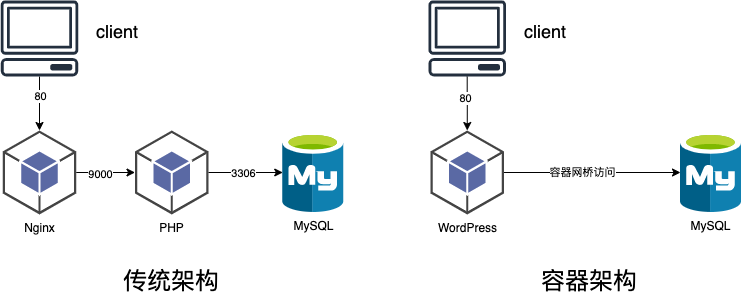 client
80
9000
3306
My
Nginx
PHP
MySQL
传统架构
client
80
容器网桥访问
My
WordPress
MySQL
容器架构